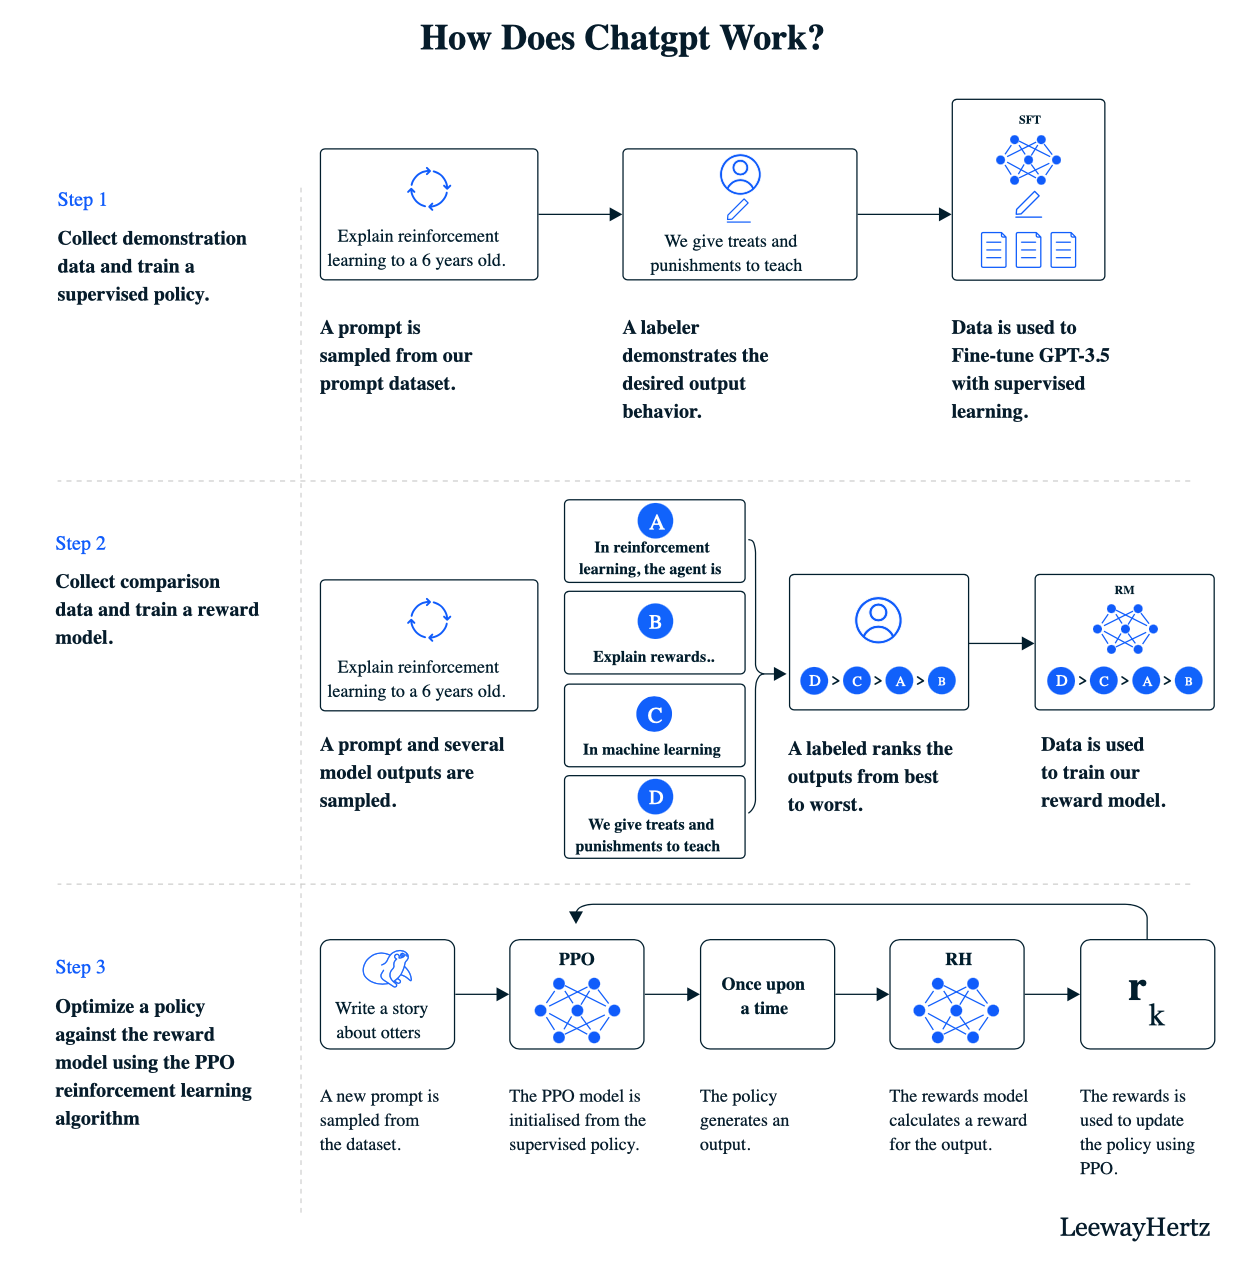 How Does Chatgpt Work?
Step 1
Collect demonstration
data and train a
supervised policy.
Explain reinforcement
learning to a 6 years old.
A prompt is
sampled from our
prompt dataset.
We give treats and
punishments to teach
A labeler
demonstrates the
desired output
behavior.
SFT
Data is used to
Fine-tune GPT-3.5
with supervised
learning.
Step 2
Collect comparison
data and train a reward
model.
Explain reinforcement
learning to a 6 years old.
A prompt and several
model outputs are
sampled.
A
In reinforcement
learning, the agent is
B
Explain rewards..
C
In machine learning
D
We give treats and
punishments to teach
D > C > A > B
A labeled ranks the
outputs from best
to worst.
RM
D > C > A > B
Data is used
to train our
reward model.
Step 3
Optimize a policy
against the reward
model using the PPO
reinforcement learning
algorithm
Write a story
about otters
A new prompt is
sampled from
the dataset.
PPO
The PPO model is
initialised from the
supervised policy.
Once upon
a time
The policy
generates an
output.
RH
The rewards model
calculates a reward
for the output.
r
k
The rewards is
used to update
the policy using
PPO.
LeewayHertz